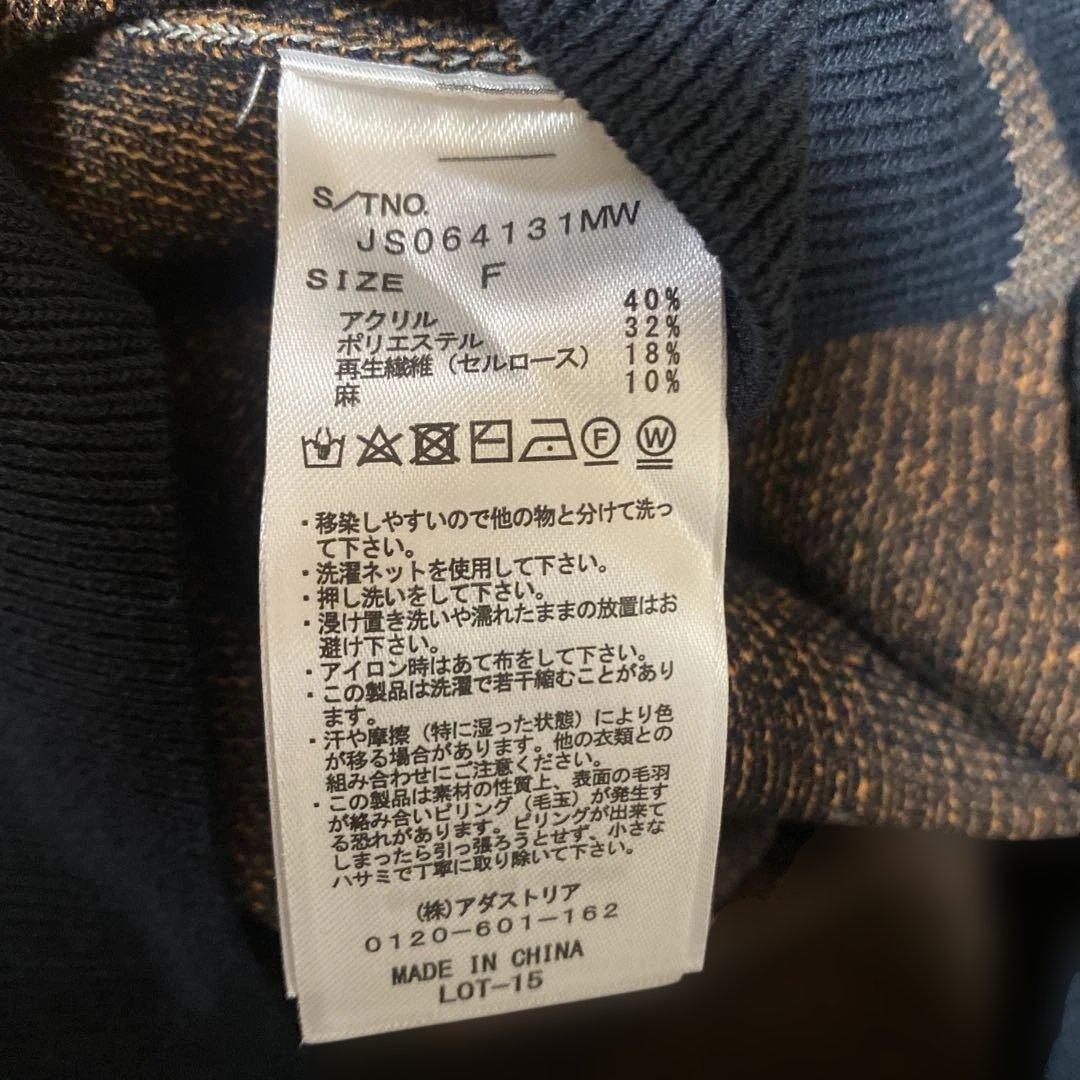 S/TNO.
JS064131MW
SIZE F
アクリル 40%
ポリエステル 32%
再生繊維（セルロース） 18%
麻 10%
F W
・移染しやすいので他の物と分けて洗っ
て下さい。
・洗濯ネットを使用して下さい。
・押し洗いをして下さい。
・浸け置き洗いや濡れたままの放置はお
避け下さい。
・アイロン時はあて布をして下さい。
・この製品は洗濯で若干縮むことがあり
ます。
・汗や摩擦（特に湿った状態）により色
が移る場合があります。他の衣類との
組み合わせにご注意ください。
・この製品は素材の性質上、表面の毛羽
が絡み合いピリング（毛玉）が発生す
る恐れがあります。ピリングが出来て
しまったら引っ張ろうとせず、小さな
ハサミで丁寧に取り除いて下さい。
(株)アダストリア
0120-601-162
MADE IN CHINA
LOT-15